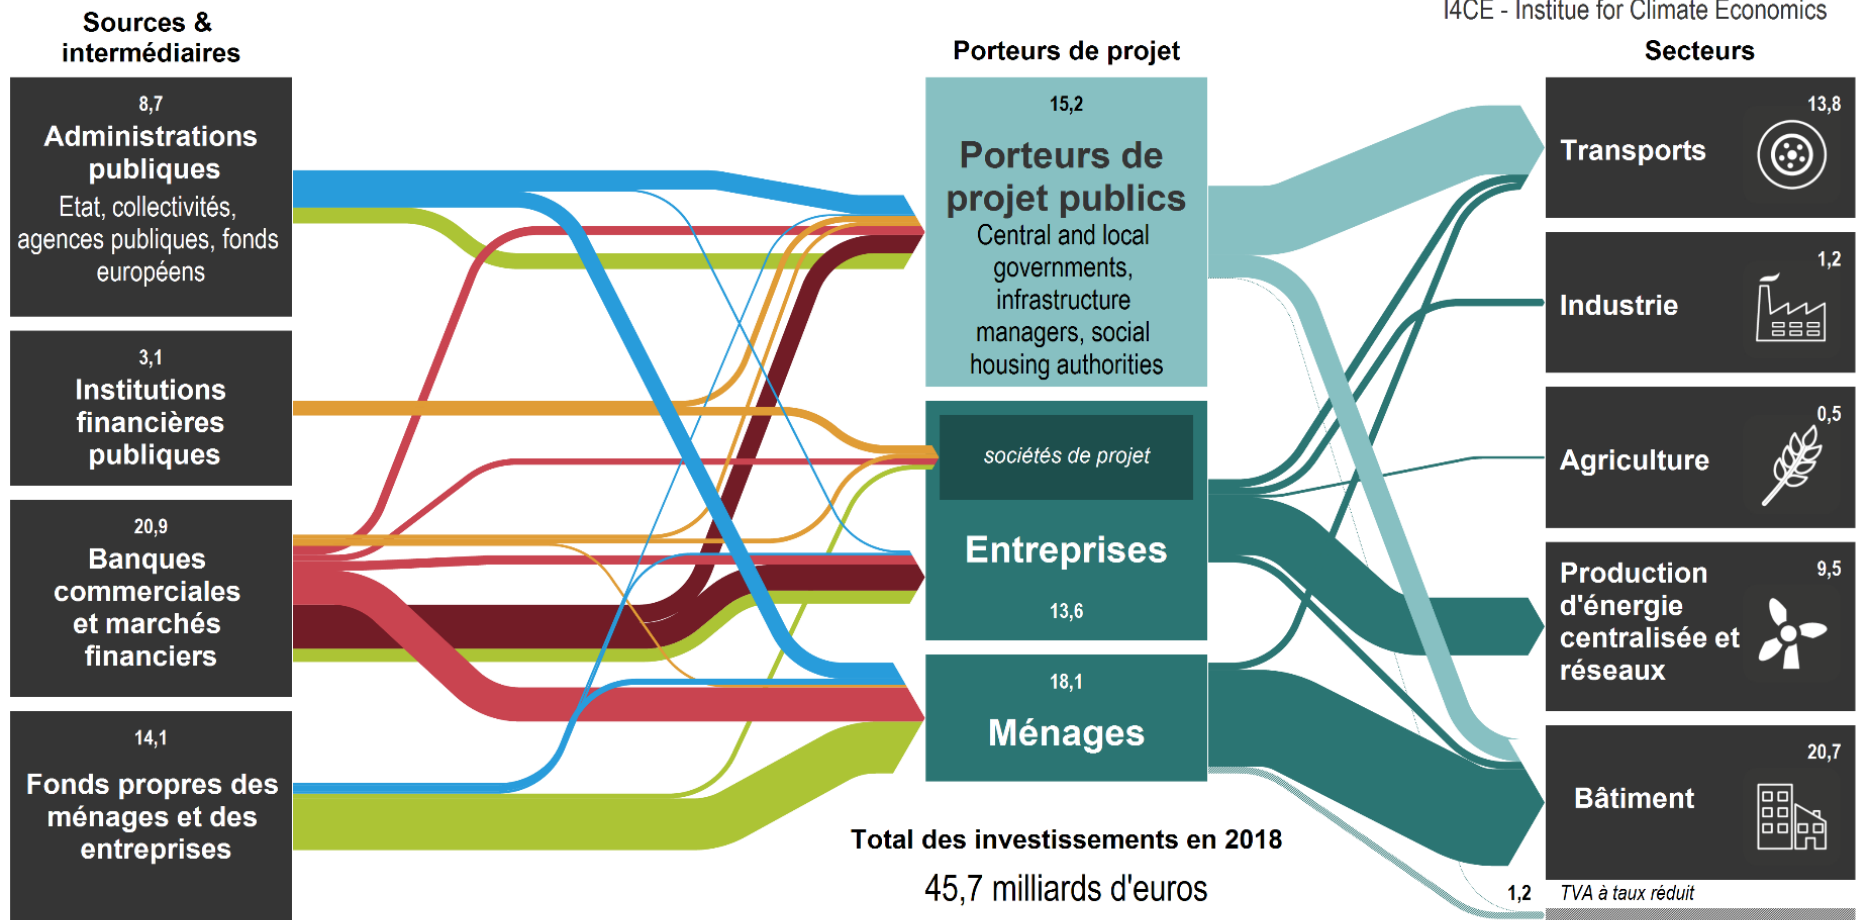 I4CE - Institue for Climate Economics
Sources &
intermédiaires
8,7
Administrations
publiques
Etat, collectivités,
agences publiques, fonds
européens
3,1
Institutions
financières
publiques
20,9
Banques
commerciales
et marchés
financiers
14,1
Fonds propres des
ménages et des
entreprises
Porteurs de projet
15,2
Porteurs de
projet publics
Central and local
governments,
infrastructure
managers, social
housing authorities
sociétés de projet
Entreprises
13,6
18,1
Ménages
Total des investissements en 2018
45,7 milliards d'euros
Secteurs
13,8
Transports
1,2
Industrie
0,5
Agriculture
9,5
Production
d'énergie
centralisée et
réseaux
20,7
Bâtiment
1,2 TVA à taux réduit